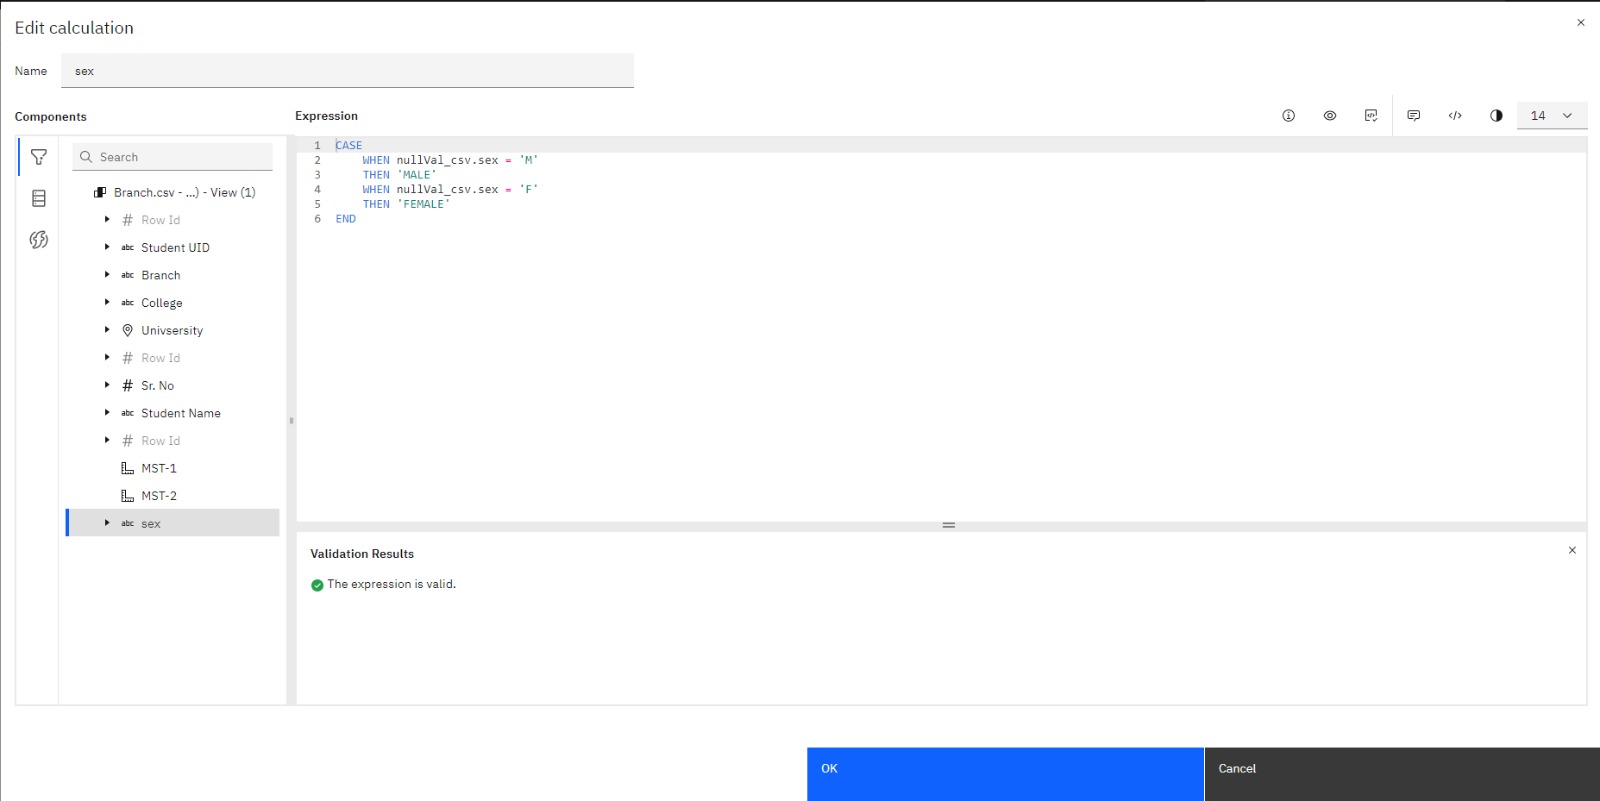 Edit calculation
Name
sex
Components
Expression
14
Search
Branch.csv - ...) - View (1)
# Row Id
abc Student UID
abc Branch
abc College
Univsersity
# Row Id
# Sr. No
abc Student Name
# Row Id
MST-1
MST-2
abc sex
1 CASE
2 WHEN nullVal_csv.sex = 'M'
3 THEN 'MALE'
4 WHEN nullVal_csv.sex = 'F'
5 THEN 'FEMALE'
6 END
Validation Results
The expression is valid.
OK
Cancel